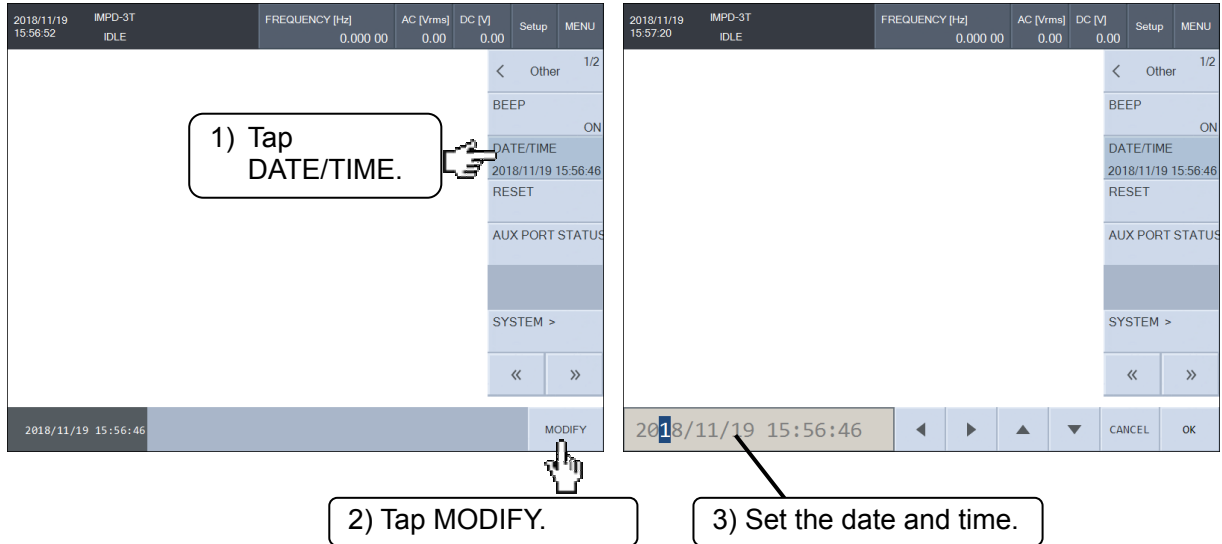 2018/11/19 IMPD-3T FREQUENCY [Hz] AC [Vrms] DC [V] Setup MENU
15:56:52 IDLE 0.000 00 0.00 0.00
< Other 1/2
BEEP
ON
1) Tap
DATE/TIME.
DATE/TIME
2018/11/19 15:56:46
RESET
AUX PORT STATUS
SYSTEM >
« »
2018/11/19 15:56:46 MODIFY
2) Tap MODIFY.
2018/11/19 IMPD-3T FREQUENCY [Hz] AC [Vrms] DC [V] Setup MENU
15:57:20 IDLE 0.000 00 0.00 0.00
< Other 1/2
BEEP
ON
DATE/TIME
2018/11/19 15:56:46
RESET
AUX PORT STATUS
SYSTEM >
« »
2018/11/19 15:56:46 ◀ ▶ ▲ ▼ CANCEL OK
3) Set the date and time.